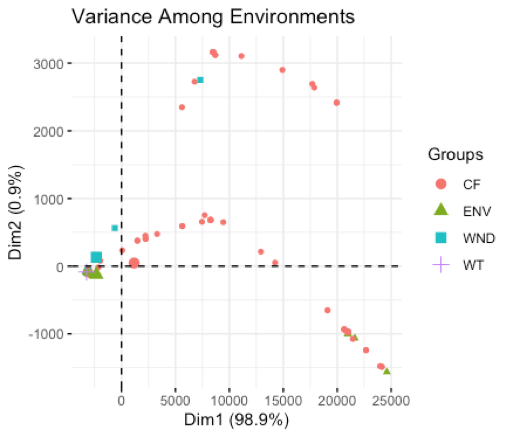 Variance Among Environments
Dim2 (0.9%)
3000
2000
1000
0
-1000
0 5000 10000 15000 20000 25000
Dim1 (98.9%)
Groups
CF
ENV
WND
WT